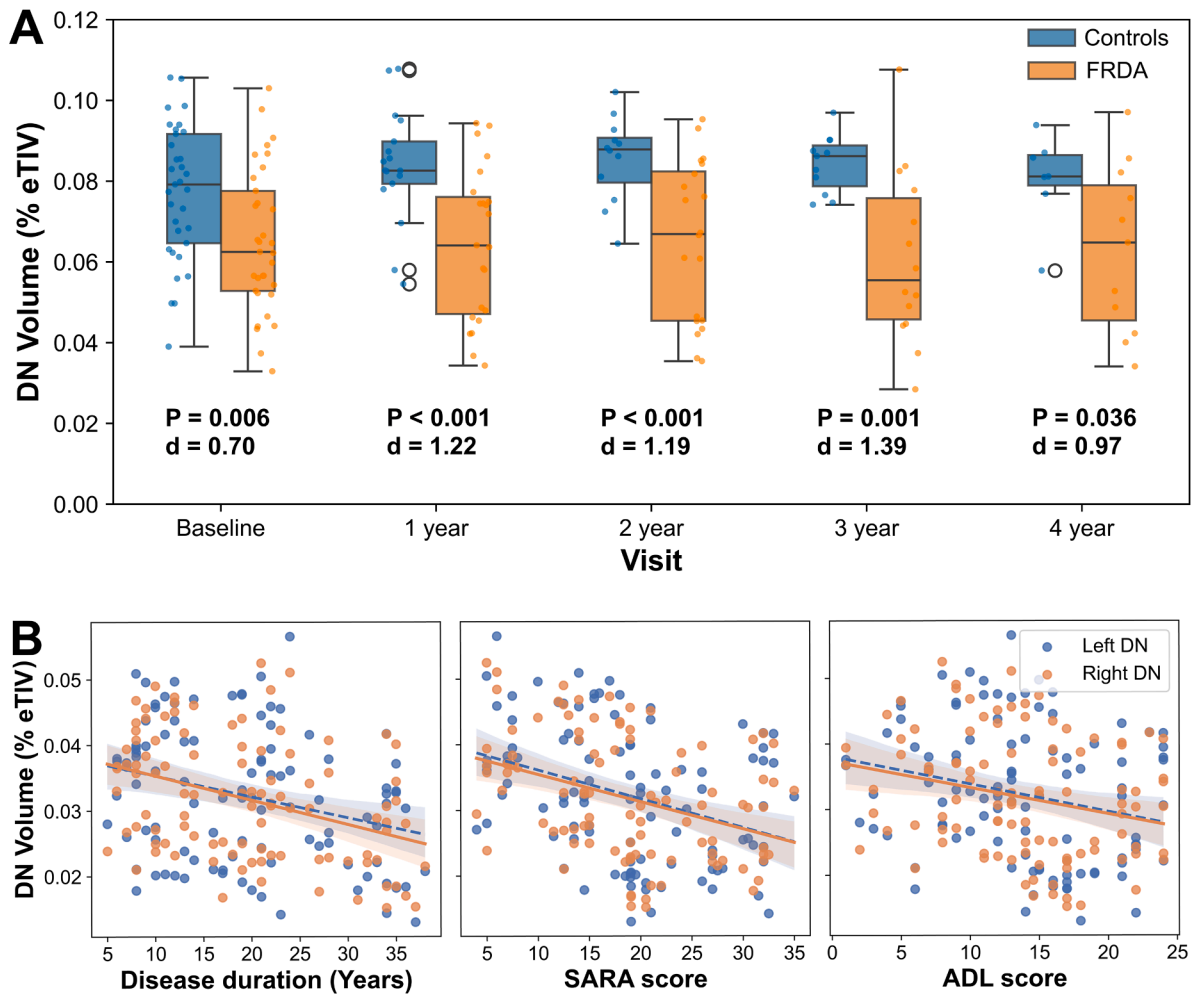 A
0.12
0.10
0.08
0.06
0.04
0.02
0.00
DN Volume (% eTIV)
Controls
FRDA
P = 0.006
d = 0.70
P < 0.001
d = 1.22
P < 0.001
d = 1.19
P = 0.001
d = 1.39
P = 0.036
d = 0.97
Baseline
1 year
2 year
3 year
4 year
Visit
B
DN Volume (% eTIV)
0.05
0.04
0.03
0.02
Left DN
Right DN
5 10 15 20 25 30 35
Disease duration (Years)
5 10 15 20 25 30 35
SARA score
0 5 10 15 20 25
ADL score